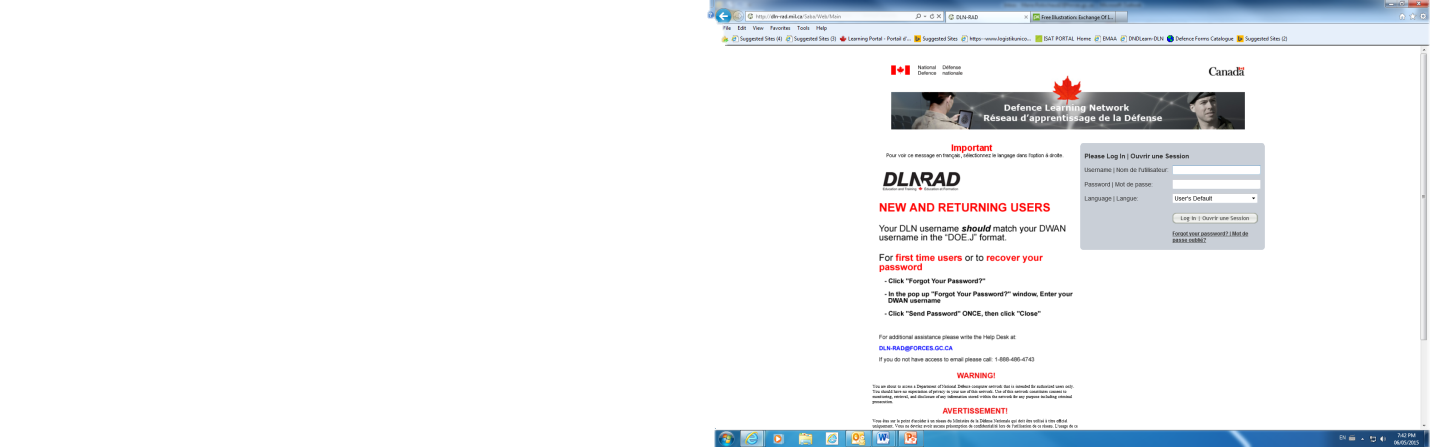 http://dln-rad.mil.ca/Saba/Web/Main
DLN-RAD
Free Illustration: Exchange Of I...
File Edit View Favorites Tools Help
Suggested Sites (4) Suggested Sites (3) Learning Portal - Portail d'... Suggested Sites https--www.logistikunico... ISAT PORTAL Home EMAA DNDLearn-DLN Defence Forms Catalogue Suggested Sites (2)
National Défense
Defence nationale
Canada
Defence Learning Network
Réseau d'apprentissage de la Défense
Important
Pour voir ce message en français, sélectionnez le langage dans l'option à droite.
DLNRAD
Education and Training Éducation et Formation
NEW AND RETURNING USERS
Your DLN username should match your DWAN
username in the "DOE.J" format.
For first time users or to recover your
password
- Click "Forgot Your Password?"
- In the pop up "Forgot Your Password?" window, Enter your
DWAN username
- Click "Send Password" ONCE, then click "Close"
For additional assistance please write the Help Desk at
DLN-RAD@FORCES.GC.CA
If you do not have access to email please call: 1-888-486-4743
WARNING!
You are about to access a Department of National Defence computer network that is intended for authorized users only.
You should have no expectation of privacy in your use of this network. Use of this network constitutes consent to
monitoring, retrieval, and disclosure of any information stored within the network for any purpose including criminal
prosecution.
AVERTISSEMENT!
Vous êtes sur le point d'accéder à un réseau du Ministère de la Défense Nationale qui doit être utilisé à titre officiel
uniquement. Vous ne devriez avoir aucune présomption de confidentialité lors de l'utilisation de ce réseau. L'usage de ce
Please Log In | Ouvrir une Session
Username | Nom de l'utilisateur:
Password | Mot de passe:
Language | Langue: User's Default
Log In | Ouvrir une Session
Forgot your password? | Mot de
passe oublié?
EN
7:42 PM
06/05/2015